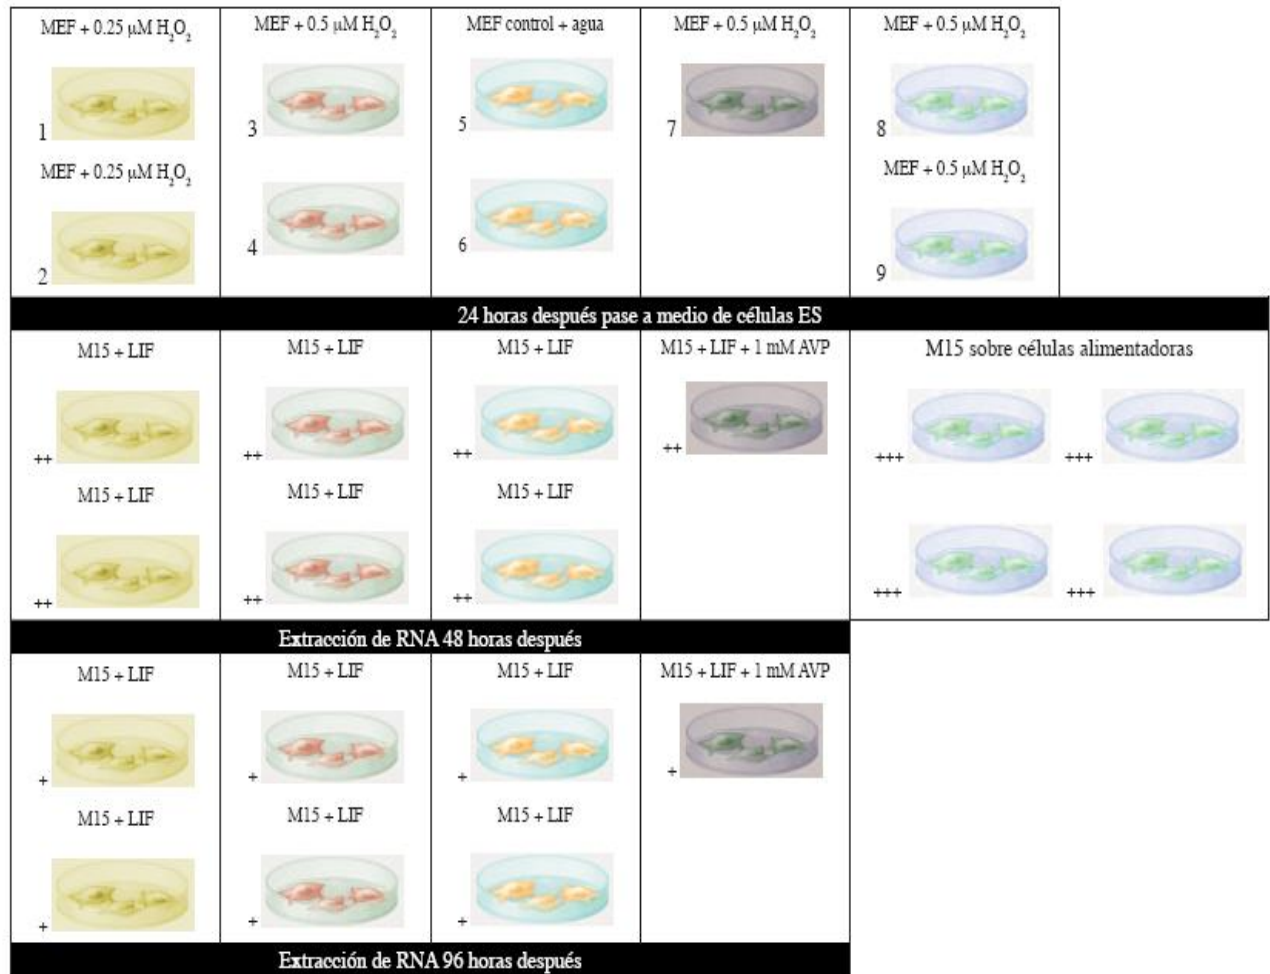 MEF + 0.25 µM H₂O₂
MEF + 0.5 µM H₂O₂
MEF control + agua
MEF + 0.5 µM H₂O₂
MEF + 0.5 µM H₂O₂
1
3
5
7
8
MEF + 0.25 µM H₂O₂
MEF + 0.5 µM H₂O₂
2
4
6
9
24 horas después pase a medio de células ES
M15 + LIF
M15 + LIF
M15 + LIF
M15 + LIF + 1 mM AVP
M15 sobre células alimentadoras
++
++
++
++
+++
+++
M15 + LIF
M15 + LIF
M15 + LIF
++
++
++
+++
+++
Extracción de RNA 48 horas después
M15 + LIF
M15 + LIF
M15 + LIF
M15 + LIF + 1 mM AVP
+
+
+
+
M15 + LIF
M15 + LIF
M15 + LIF
+
+
+
Extracción de RNA 96 horas después